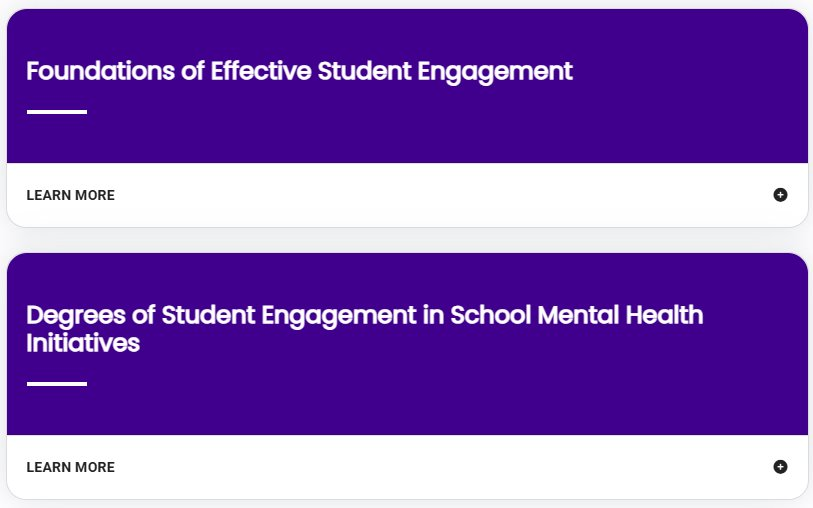 Foundations of Effective Student Engagement
LEARN MORE
Degrees of Student Engagement in School Mental Health
Initiatives
LEARN MORE